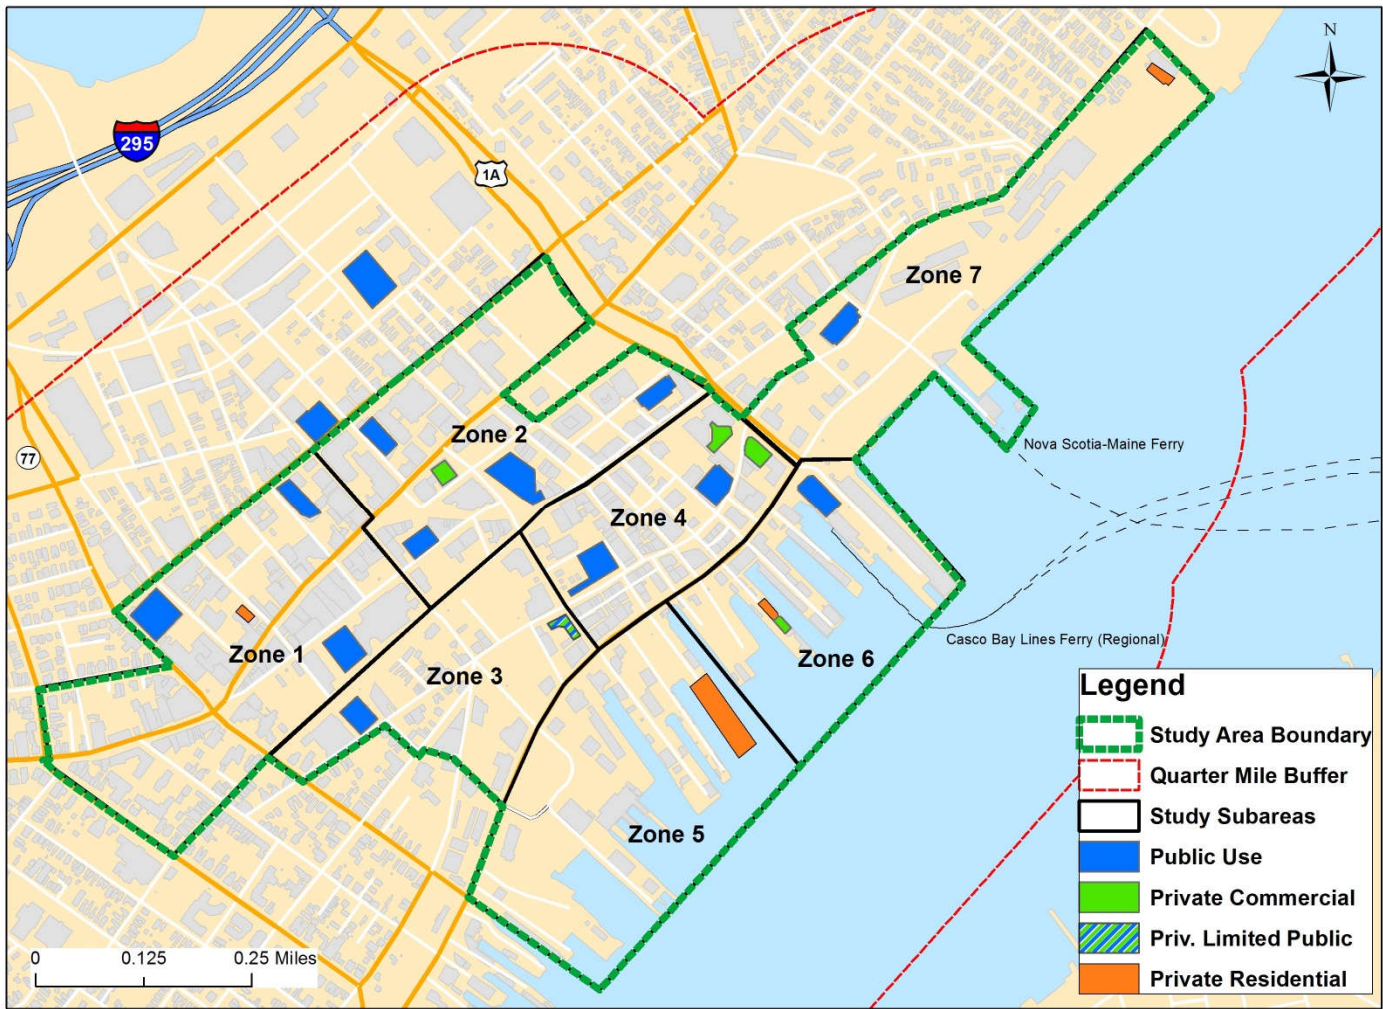 N
295
1A
Zone 7
77
Zone 2
Nova Scotia-Maine Ferry
Zone 4
Casco Bay Lines Ferry (Regional)
Zone 1
Zone 6
Zone 3
Zone 5
Legend
Study Area Boundary
Quarter Mile Buffer
Study Subareas
Public Use
Private Commercial
Priv. Limited Public
Private Residential
0 0.125 0.25 Miles